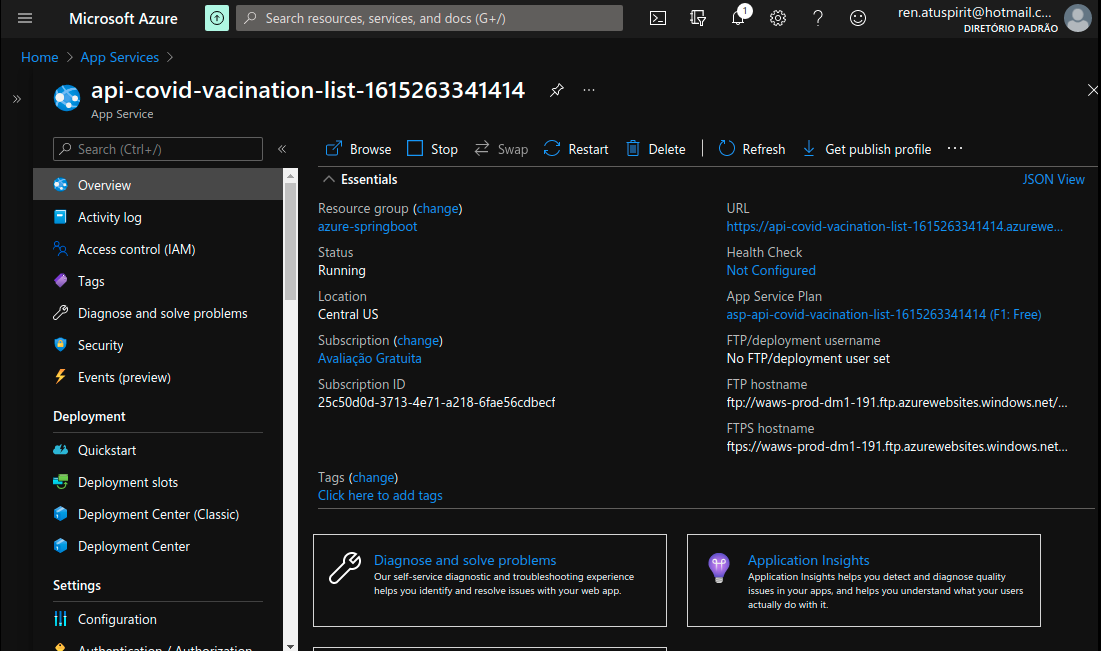 Microsoft Azure
Search resources, services, and docs (G+/)
1
ren.atuspirit@hotmail.c...
DIRETÓRIO PADRÃO
Home > App Services >
»
api-covid-vacination-list-1615263341414
...
App Service
Search (Ctrl+/)
«
Browse Stop Swap Restart Delete Refresh Get publish profile ...
Overview
Activity log
Access control (IAM)
Tags
Diagnose and solve problems
Security
Events (preview)
Deployment
Quickstart
Deployment slots
Deployment Center (Classic)
Deployment Center
Settings
Configuration
Authentication / Authorization
Essentials
JSON View
Resource group (change)
azure-springboot
Status
Running
Location
Central US
Subscription (change)
Avaliação Gratuita
Subscription ID
25c50d0d-3713-4e71-a218-6fae56cdbecf
URL
https://api-covid-vacination-list-1615263341414.azurewe...
Health Check
Not Configured
App Service Plan
asp-api-covid-vacination-list-1615263341414 (F1: Free)
FTP/deployment username
No FTP/deployment user set
FTP hostname
ftp://waws-prod-dm1-191.ftp.azurewebsites.windows.net/...
FTPS hostname
ftps://waws-prod-dm1-191.ftp.azurewebsites.windows.net...
Tags (change)
Click here to add tags
Diagnose and solve problems
Our self-service diagnostic and troubleshooting experience
helps you identify and resolve issues with your web app.
Application Insights
Application Insights helps you detect and diagnose quality
issues in your apps, and helps you understand what your users
actually do with it.